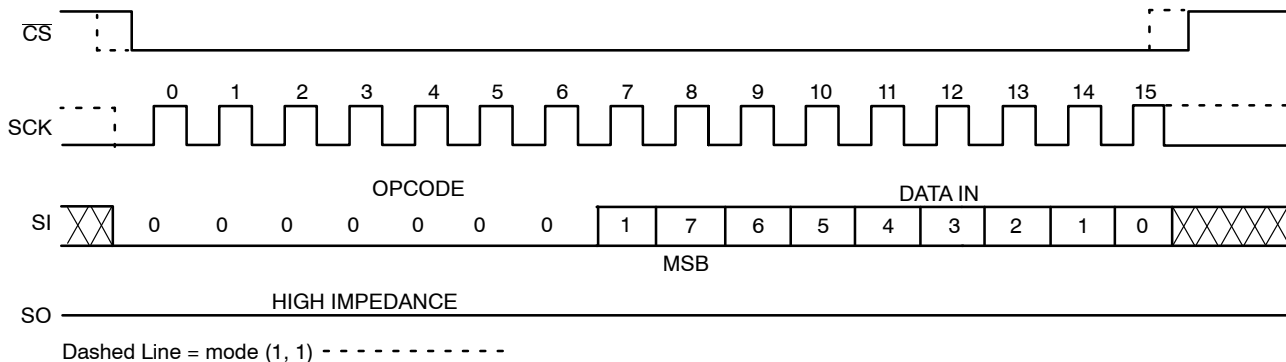 CS
0 1 2 3 4 5 6 7 8 9 10 11 12 13 14 15
SCK
OPCODE DATA IN
SI 0 0 0 0 0 0 0 1 7 6 5 4 3 2 1 0
MSB
HIGH IMPEDANCE
SO
Dashed Line = mode (1, 1)